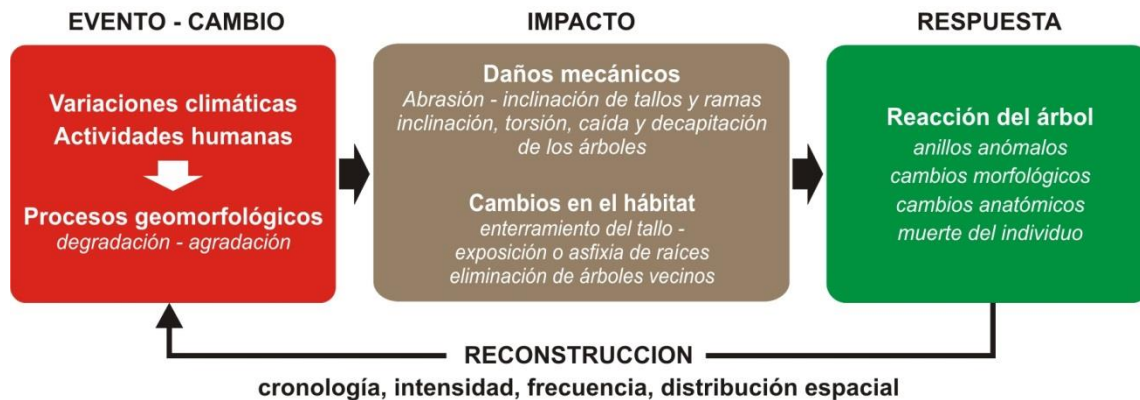 EVENTO - CAMBIO
Variaciones climáticas
Actividades humanas
Procesos geomorfológicos
degradación - agradación
IMPACTO
Daños mecánicos
Abrasión - inclinación de tallos y ramas
inclinación, torsión, caída y decapitación
de los árboles
Cambios en el hábitat
enterramiento del tallo -
exposición o asfixia de raíces
eliminación de árboles vecinos
RESPUESTA
Reacción del árbol
anillos anómalos
cambios morfológicos
cambios anatómicos
muerte del individuo
RECONSTRUCCION
cronología, intensidad, frecuencia, distribución espacial